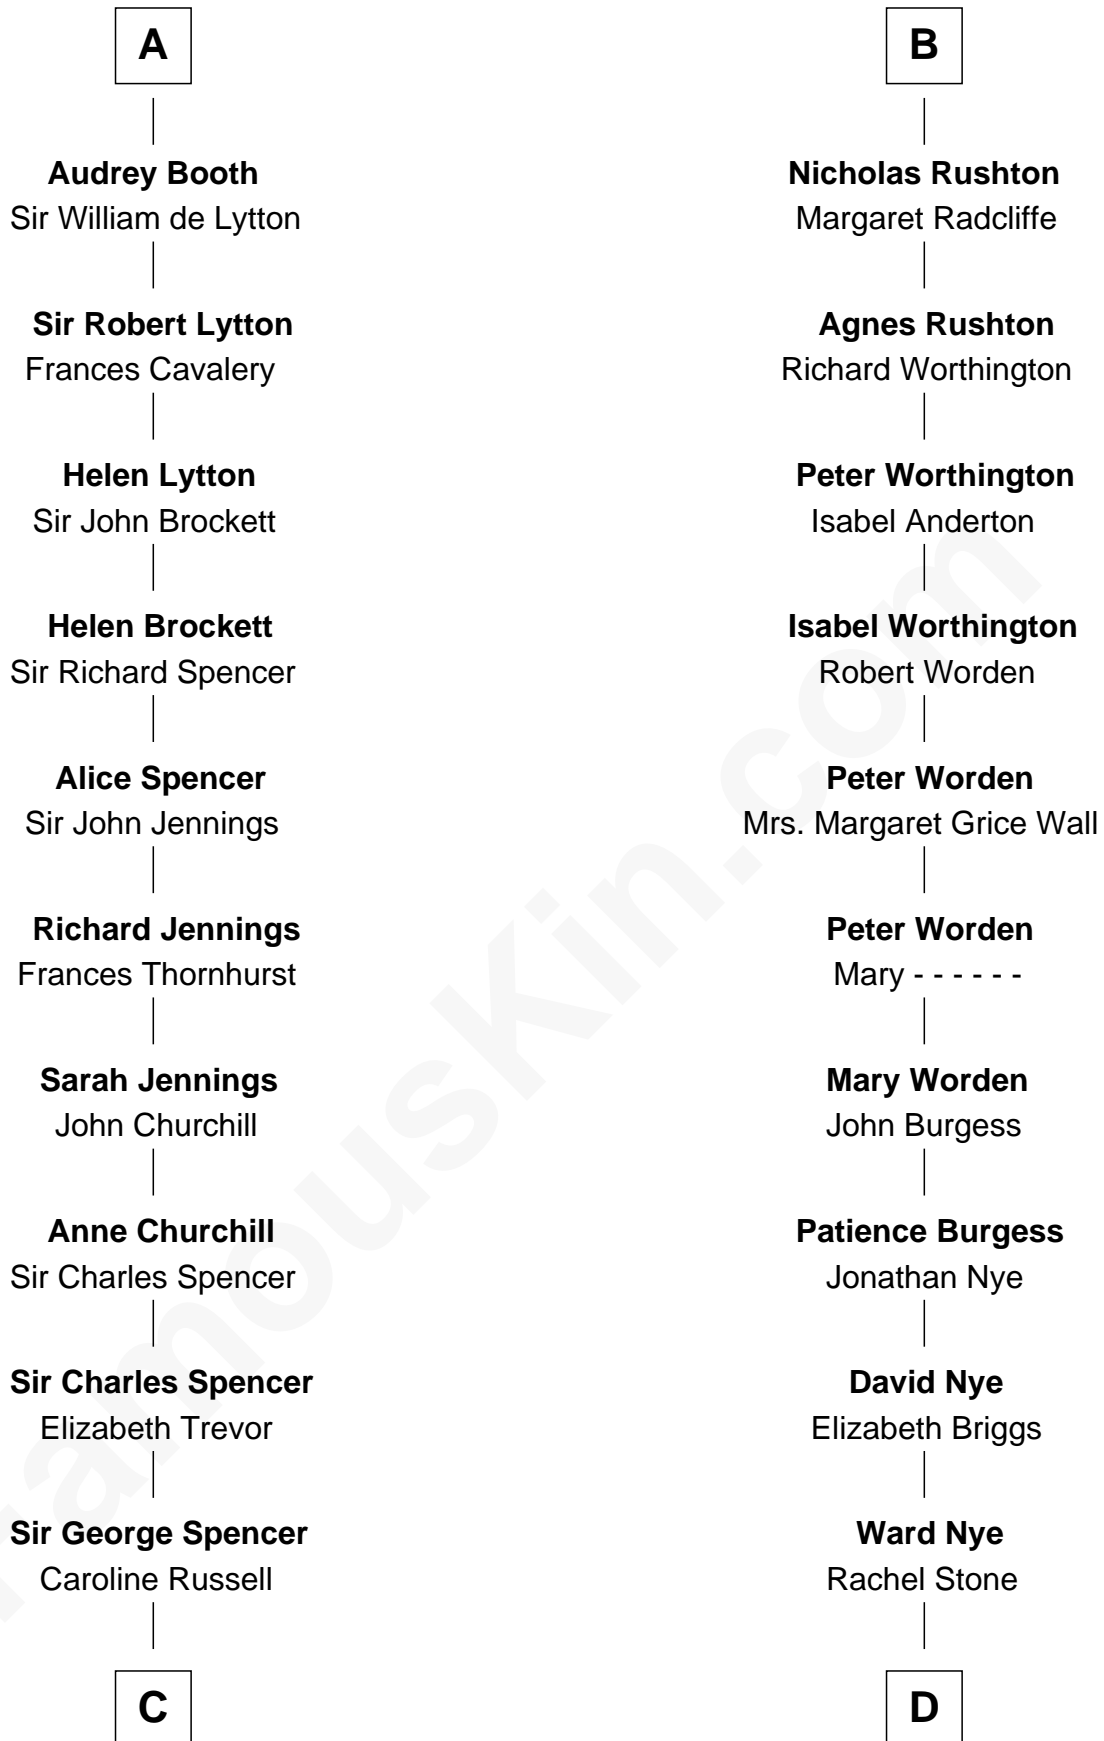 A
Audrey Booth
Sir William de Lytton
Sir Robert Lytton
Frances Cavalery
Helen Lytton
Sir John Brockett
Helen Brockett
Sir Richard Spencer
Alice Spencer
Sir John Jennings
Richard Jennings
Frances Thornhurst
Sarah Jennings
John Churchill
Anne Churchill
Sir Charles Spencer
Sir Charles Spencer
Elizabeth Trevor
Sir George Spencer
Caroline Russell
C
B
Nicholas Rushton
Margaret Radcliffe
Agnes Rushton
Richard Worthington
Peter Worthington
Isabel Anderton
Isabel Worthington
Robert Worden
Peter Worden
Mrs. Margaret Grice Wall
Peter Worden
Mary - - - - - -
Mary Worden
John Burgess
Patience Burgess
Jonathan Nye
David Nye
Elizabeth Briggs
Ward Nye
Rachel Stone
D
FamousKin.com